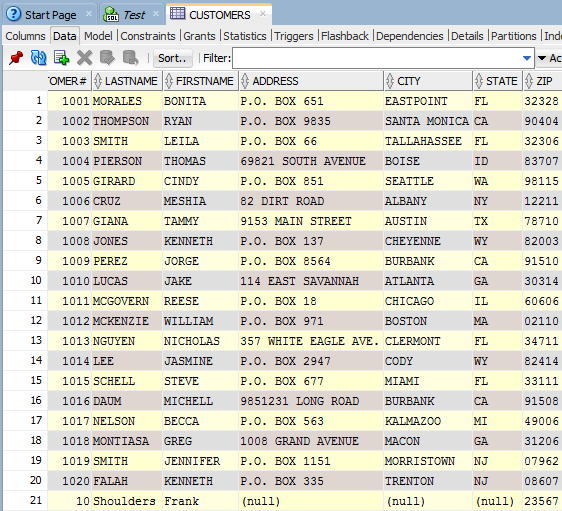 Start Page × Test × CUSTOMERS ×
Columns Data Model Constraints Grants Statistics Triggers Flashback Dependencies Details Partitions Inde
Sort.. Filter: Ac
OMER# LASTNAME FIRSTNAME ADDRESS CITY STATE ZIP
1 1001 MORALES BONITA P.O. BOX 651 EASTPOINT FL 32328
2 1002 THOMPSON RYAN P.O. BOX 9835 SANTA MONICA CA 90404
3 1003 SMITH LEILA P.O. BOX 66 TALLAHASSEE FL 32306
4 1004 PIERSON THOMAS 69821 SOUTH AVENUE BOISE ID 83707
5 1005 GIRARD CINDY P.O. BOX 851 SEATTLE WA 98115
6 1006 CRUZ MESHIA 82 DIRT ROAD ALBANY NY 12211
7 1007 GIANA TAMMY 9153 MAIN STREET AUSTIN TX 78710
8 1008 JONES KENNETH P.O. BOX 137 CHEYENNE WY 82003
9 1009 PEREZ JORGE P.O. BOX 8564 BURBANK CA 91510
10 1010 LUCAS JAKE 114 EAST SAVANNAH ATLANTA GA 30314
11 1011 MCGOVERN REESE P.O. BOX 18 CHICAGO IL 60606
12 1012 MCKENZIE WILLIAM P.O. BOX 971 BOSTON MA 02110
13 1013 NGUYEN NICHOLAS 357 WHITE EAGLE AVE. CLERMONT FL 34711
14 1014 LEE JASMINE P.O. BOX 2947 CODY WY 82414
15 1015 SCHELL STEVE P.O. BOX 677 MIAMI FL 33111
16 1016 DAUM MICHELL 9851231 LONG ROAD BURBANK CA 91508
17 1017 NELSON BECCA P.O. BOX 563 KALMAZOO MI 49006
18 1018 MONTIASA GREG 1008 GRAND AVENUE MACON GA 31206
19 1019 SMITH JENNIFER P.O. BOX 1151 MORRISTOWN NJ 07962
20 1020 FALAH KENNETH P.O. BOX 335 TRENTON NJ 08607
21 10 Shoulders Frank (null) (null) (null) 23567